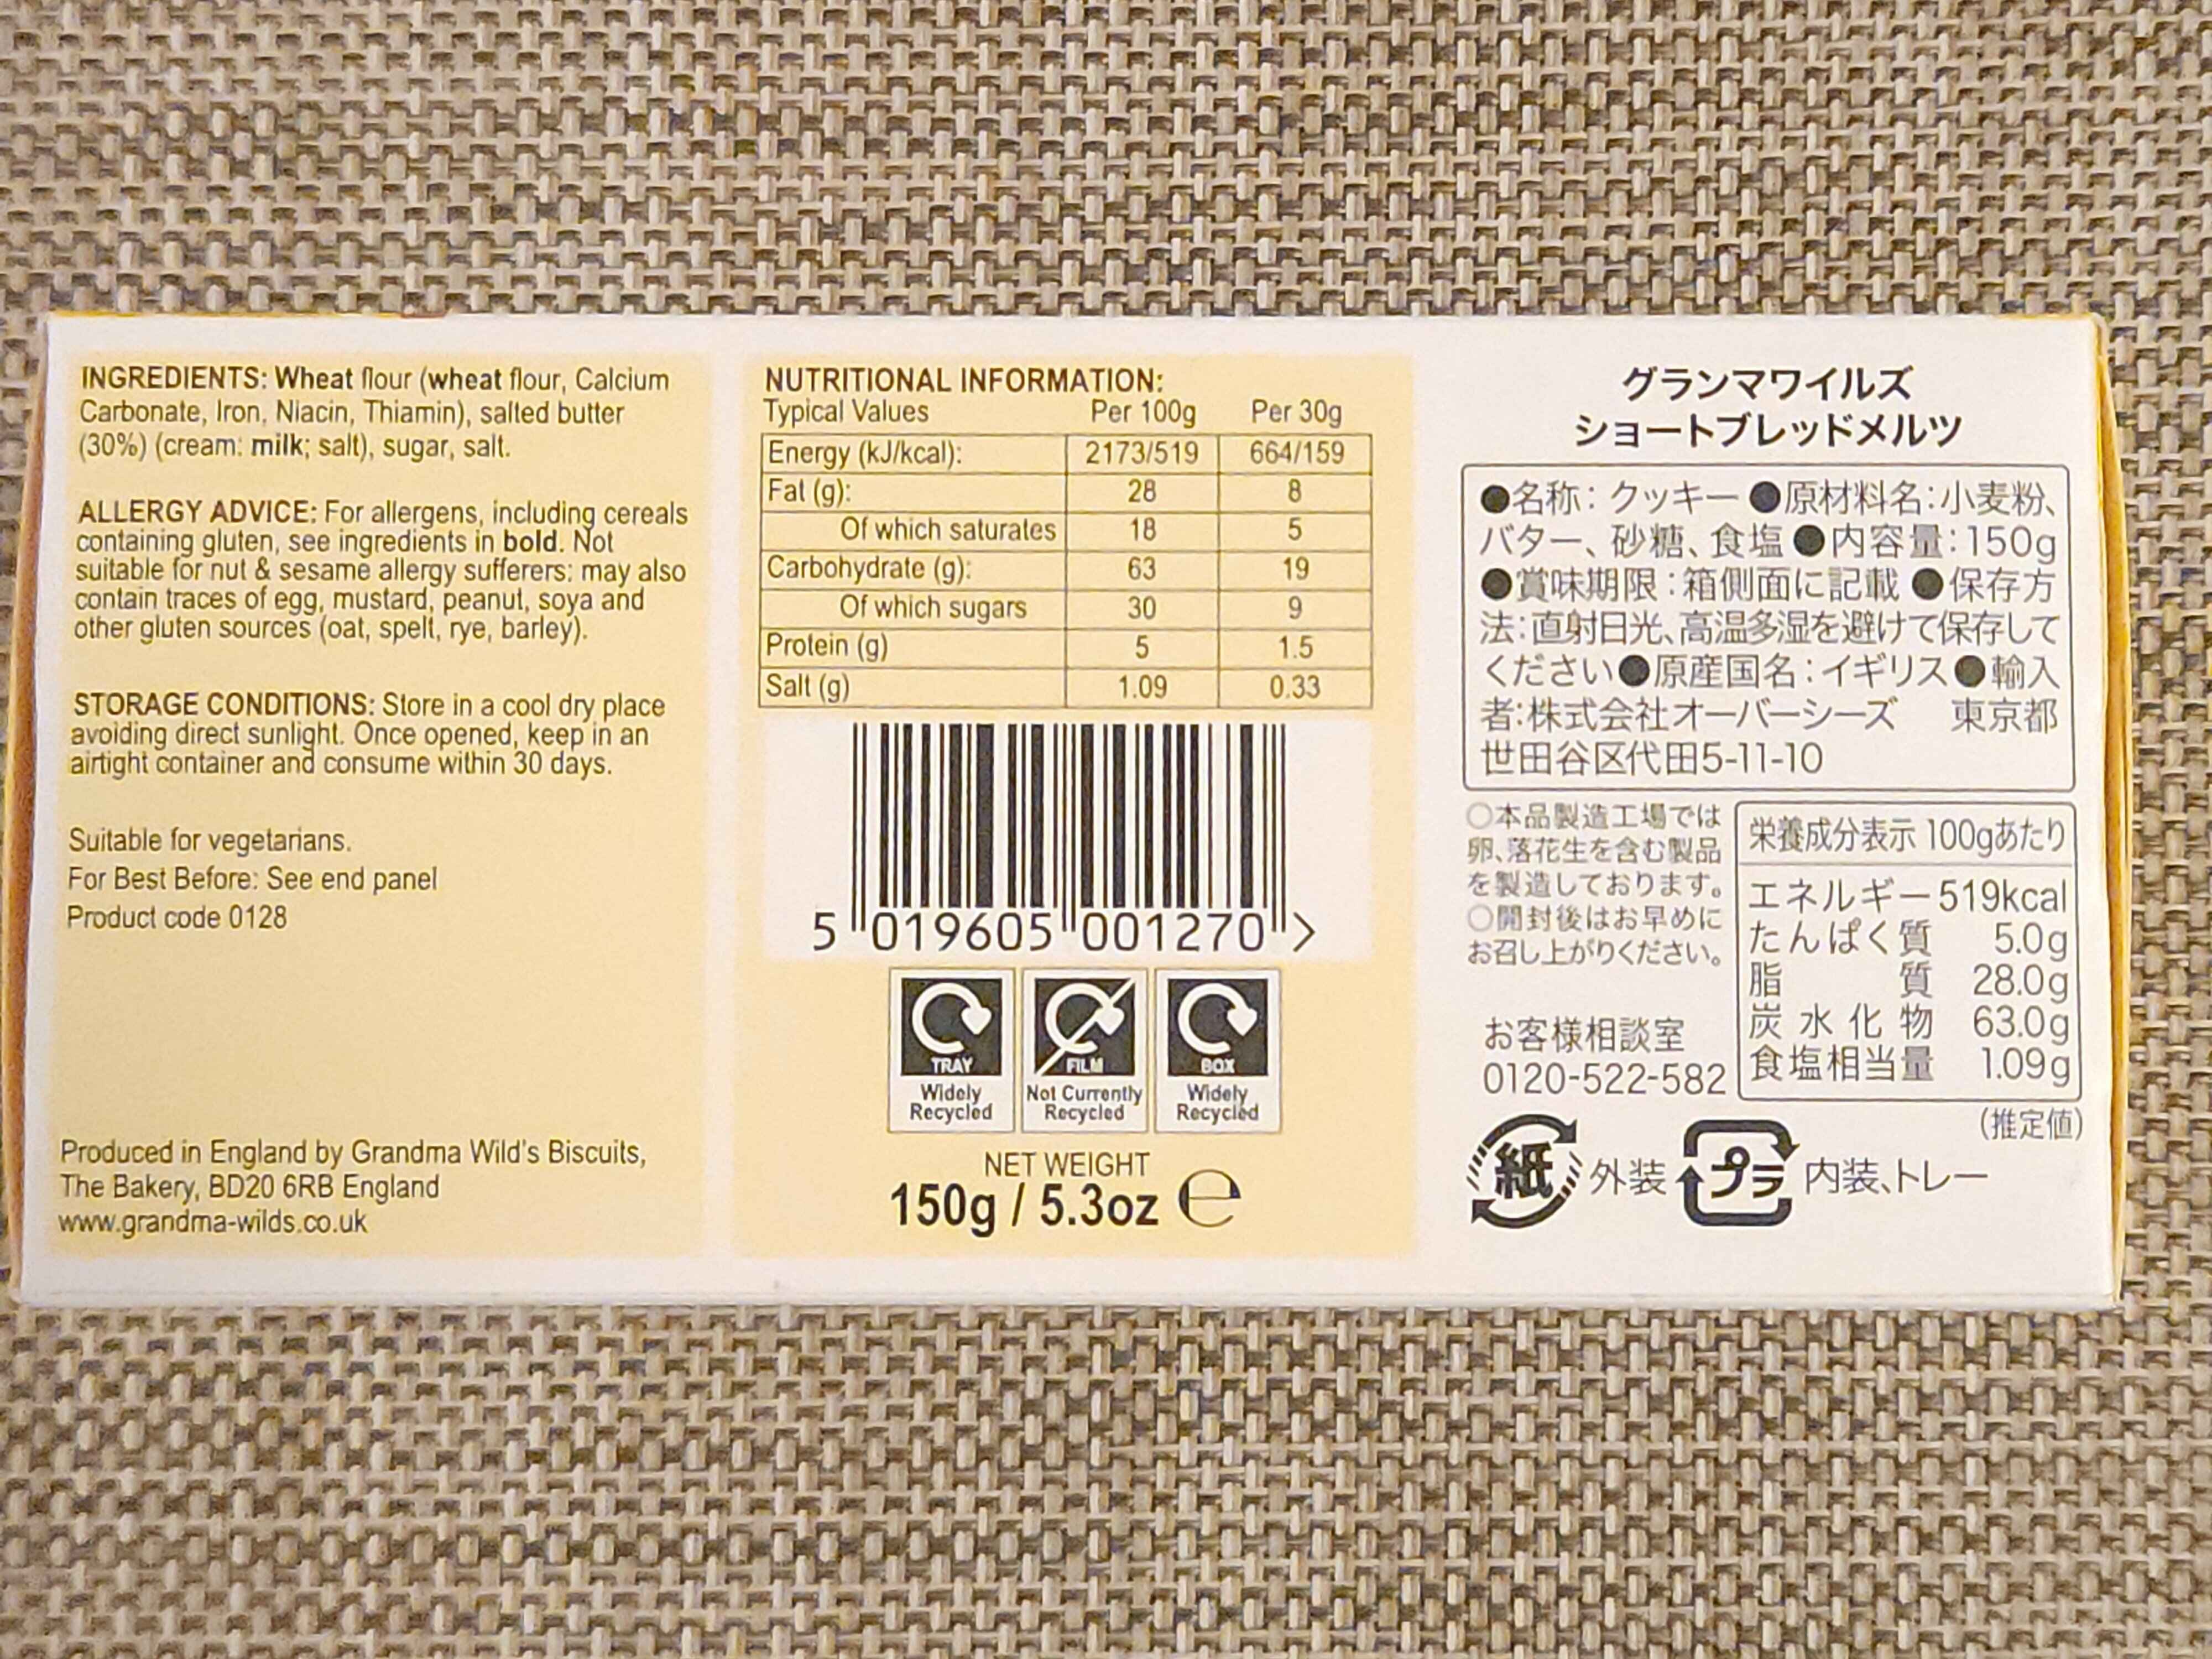 INGREDIENTS: Wheat flour (wheat flour, Calcium
Carbonate, Iron, Niacin, Thiamin), salted butter
(30%) (cream: milk; salt), sugar, salt.
ALLERGY ADVICE: For allergens, including cereals
containing gluten, see ingredients in bold. Not
suitable for nut & sesame allergy sufferers; may also
contain traces of egg, mustard, peanut, soya and
other gluten sources (oat, spelt, rye, barley).
STORAGE CONDITIONS: Store in a cool dry place
avoiding direct sunlight. Once opened, keep in an
airtight container and consume within 30 days.
Suitable for vegetarians.
For Best Before: See end panel
Product code 0128
Produced in England by Grandma Wild's Biscuits,
The Bakery, BD20 6RB England
www.grandma-wilds.co.uk
NUTRITIONAL INFORMATION:
Typical Values Per 100g Per 30g
Energy (kJ/kcal): 2173/519 664/159
Fat (g): 28 8
Of which saturates 18 5
Carbohydrate (g): 63 19
Of which sugars 30 9
Protein (g) 5 1.5
Salt (g) 1.09 0.33
5 019605 001270 >
TRAY FILM BOX
Widely Not Currently Widely
Recycled Recycled Recycled
NET WEIGHT
150g / 5.3oz ℮
グランマワイルズ
ショートブレッドメルツ
●名称：クッキー●原材料名：小麦粉、
バター、砂糖、食塩●内容量：150g
●賞味期限：箱側面に記載●保存方
法：直射日光、高温多湿を避けて保存して
ください●原産国名：イギリス●輸入
者：株式会社オーバーシーズ 東京都
世田谷区代田5-11-10
○本品製造工場では
卵、落花生を含む製品
を製造しております。
○開封後はお早めに
お召し上がりください。
お客様相談室
0120-522-582
栄養成分表示 100gあたり
エネルギー 519kcal
たんぱく質 5.0g
脂質 28.0g
炭水化物 63.0g
食塩相当量 1.09g
(推定値)
紙 外装 プラ 内装、トレー